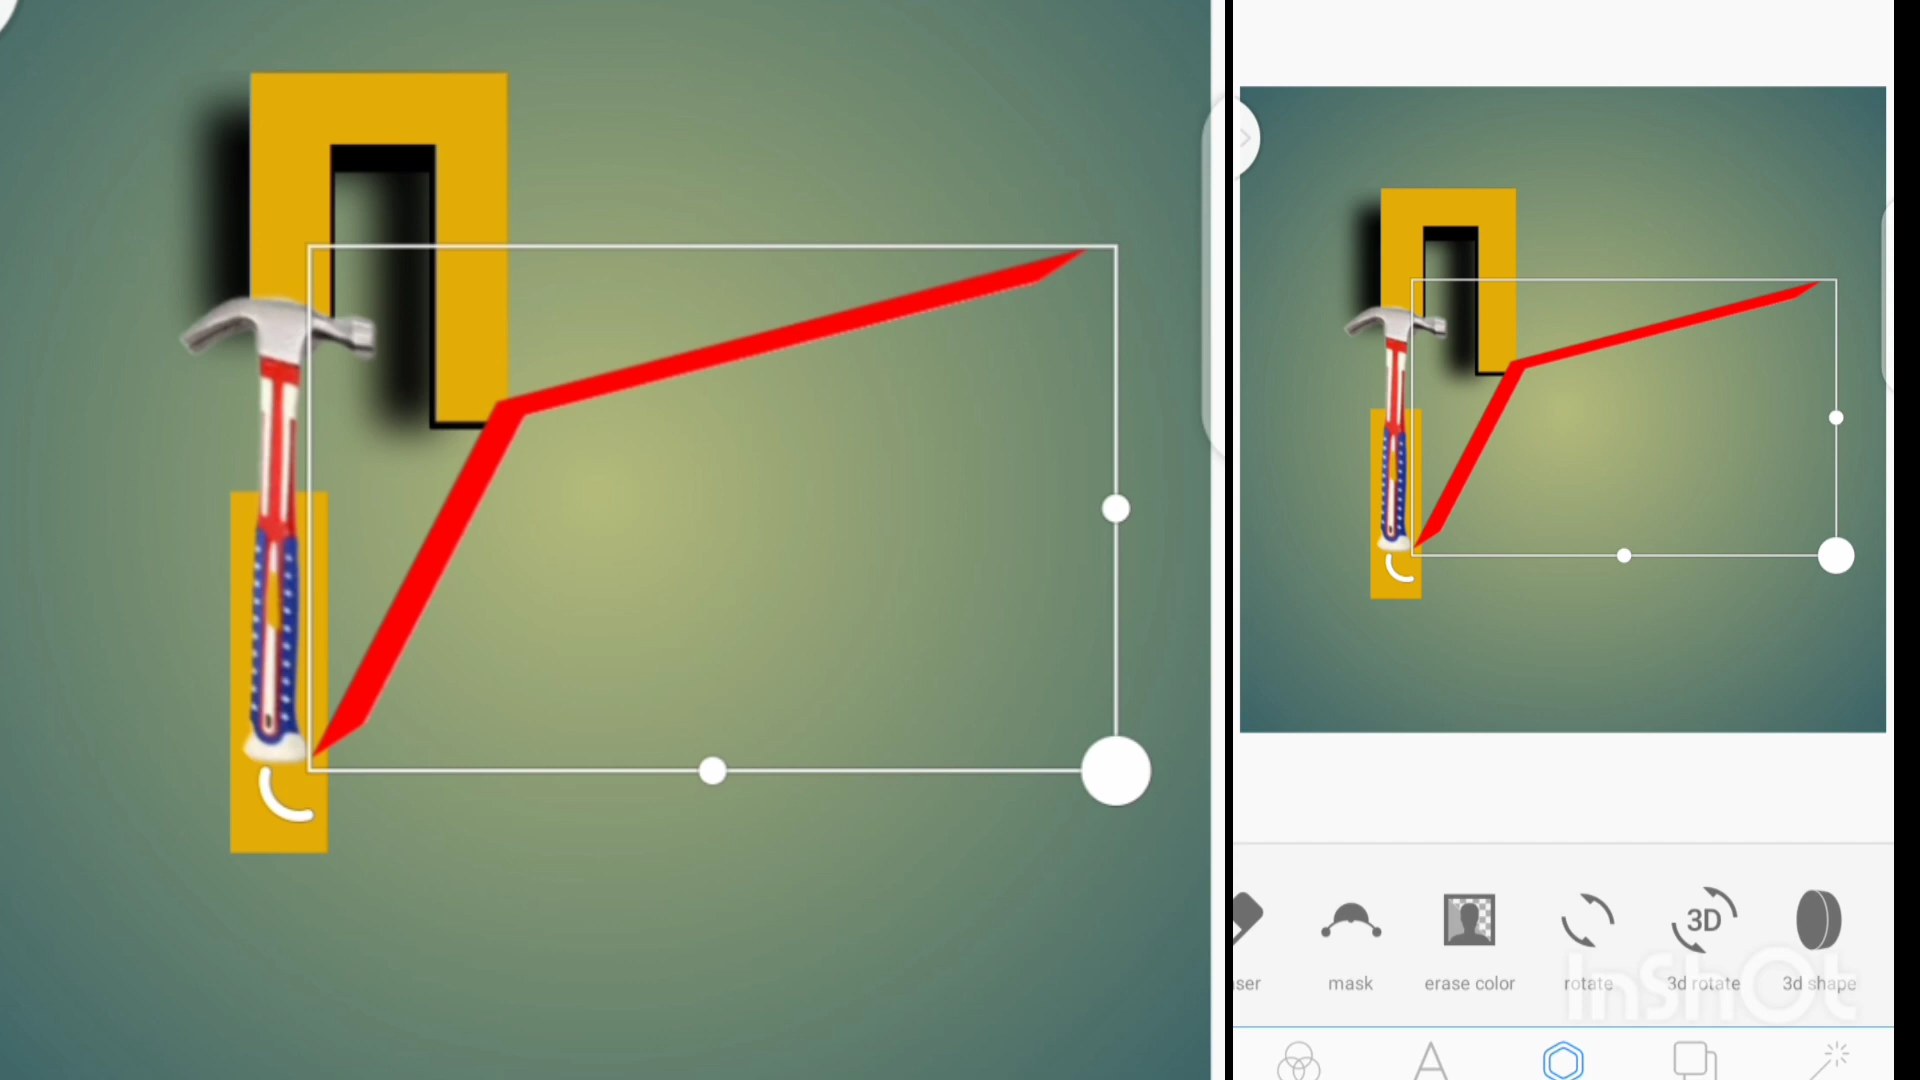 3D
ser mask erase color rotate 3d rotate 3d shape
InShOt
A